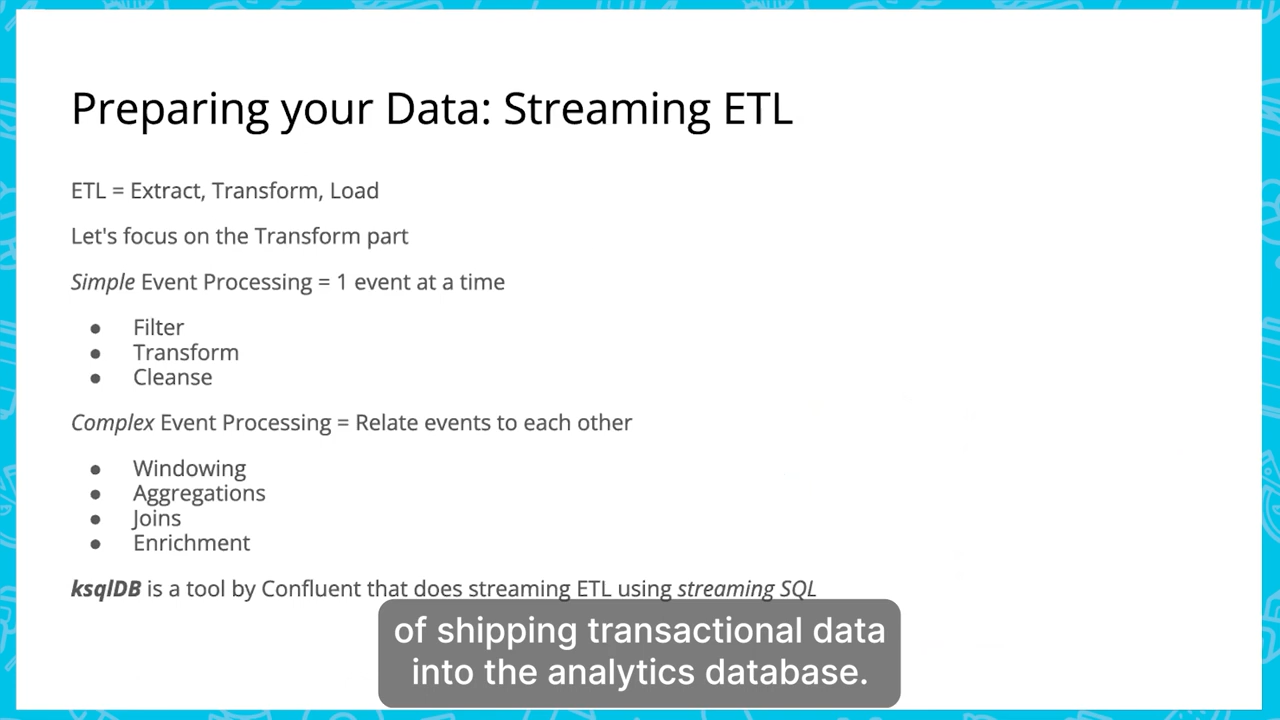 Preparing your Data: Streaming ETL
ETL = Extract, Transform, Load
Let's focus on the Transform part
Simple Event Processing = 1 event at a time
● Filter
● Transform
● Cleanse
Complex Event Processing = Relate events to each other
● Windowing
● Aggregations
● Joins
● Enrichment
ksqlDB is a tool by Confluent that does streaming ETL using streaming SQL
of shipping transactional data
into the analytics database.